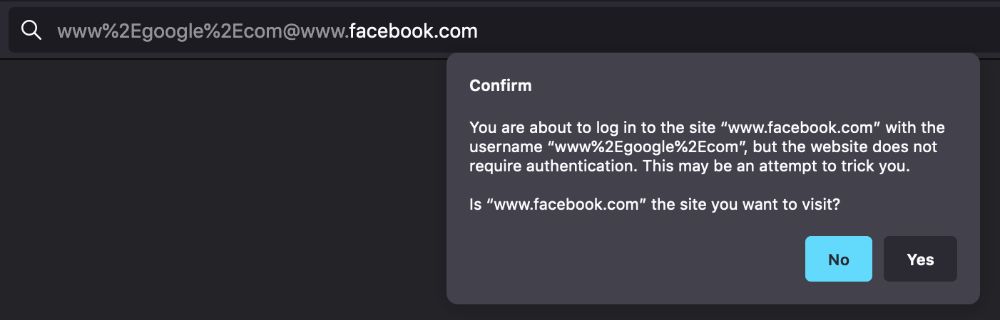 www%2Egoogle%2Ecom@www.facebook.com
Confirm
You are about to log in to the site “www.facebook.com” with the
username “www%2Egoogle%2Ecom”, but the website does not
require authentication. This may be an attempt to trick you.
Is “www.facebook.com” the site you want to visit?
No
Yes